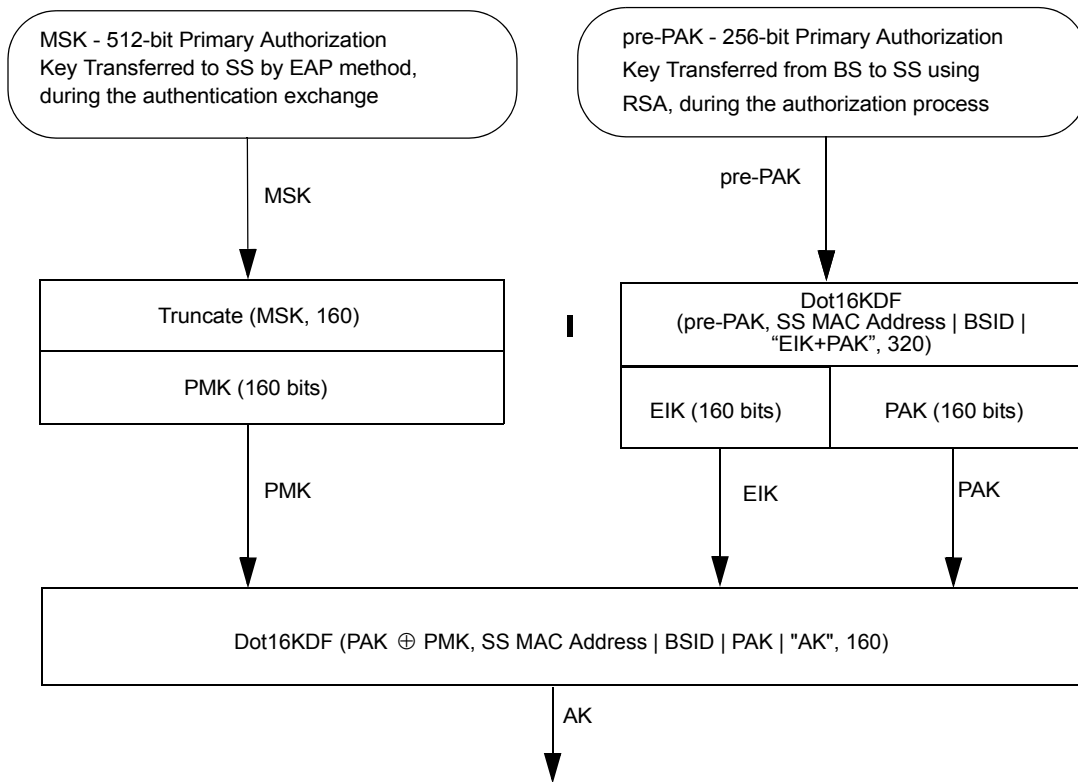 MSK - 512-bit Primary Authorization
Key Transferred to SS by EAP method,
during the authentication exchange
pre-PAK - 256-bit Primary Authorization
Key Transferred from BS to SS using
RSA, during the authorization process
MSK
pre-PAK
Truncate (MSK, 160)
PMK (160 bits)
Dot16KDF
(pre-PAK, SS MAC Address | BSID |
“EIK+PAK”, 320)
EIK (160 bits)
PAK (160 bits)
PMK
EIK
PAK
Dot16KDF (PAK ⊕ PMK, SS MAC Address | BSID | PAK | "AK", 160)
AK